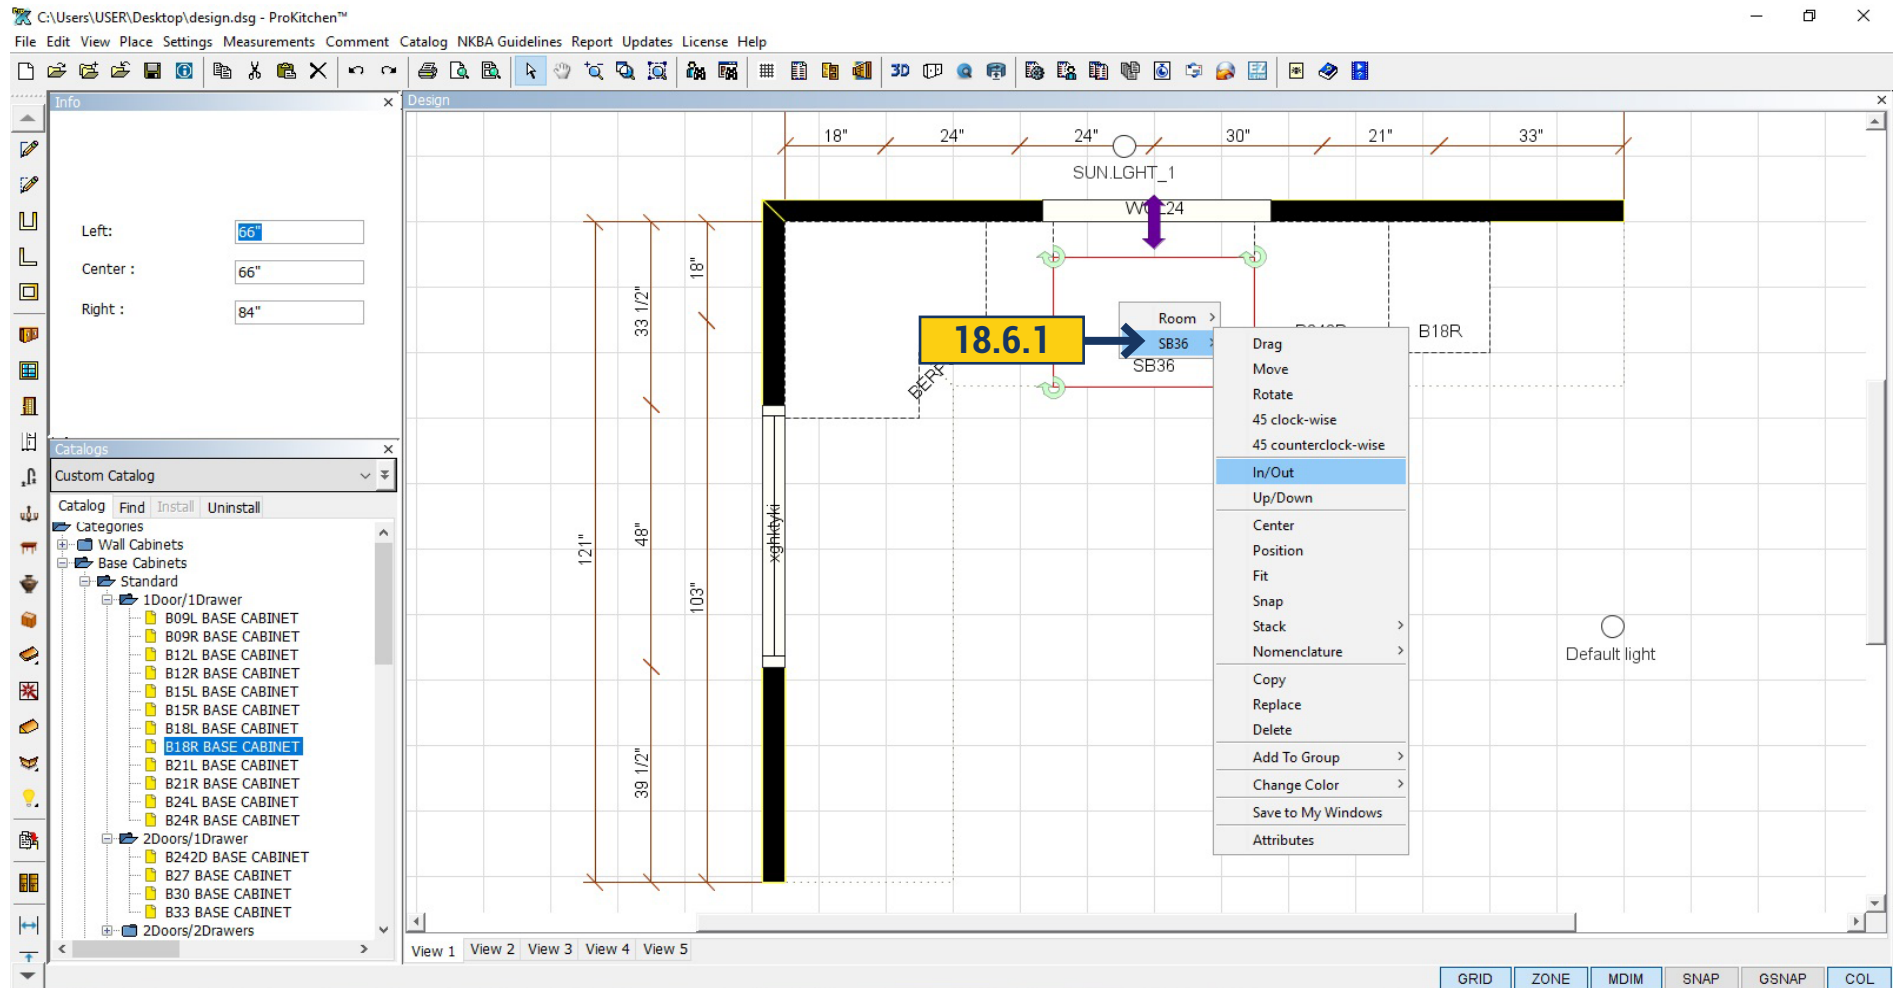 C:\Users\USER\Desktop\design.dsg - ProKitchen™
File Edit View Place Settings Measurements Comment Catalog NKBA Guidelines Report Updates License Help
3D
Info
Left:
66"
Center :
66"
Right :
84"
Catalogs
Custom Catalog
Catalog Find Install Uninstall
Categories
Wall Cabinets
Base Cabinets
Standard
1Door/1Drawer
B09L BASE CABINET
B09R BASE CABINET
B12L BASE CABINET
B12R BASE CABINET
B15L BASE CABINET
B15R BASE CABINET
B18L BASE CABINET
B18R BASE CABINET
B21L BASE CABINET
B21R BASE CABINET
B24L BASE CABINET
B24R BASE CABINET
2Doors/1Drawer
B242D BASE CABINET
B27 BASE CABINET
B30 BASE CABINET
B33 BASE CABINET
2Doors/2Drawers
Design
18" 24" 24" 30" 21" 33"
SUN.LGHT_1
18"
33 1/2"
121"
48"
103"
39 1/2"
xghktyki
18.6.1
Room
SB36
SB36
B18R
Drag
Move
Rotate
45 clock-wise
45 counterclock-wise
In/Out
Up/Down
Center
Position
Fit
Snap
Stack
Nomenclature
Copy
Replace
Delete
Add To Group
Change Color
Save to My Windows
Attributes
Default light
View 1 View 2 View 3 View 4 View 5
GRID ZONE MDIM SNAP GSNAP COL